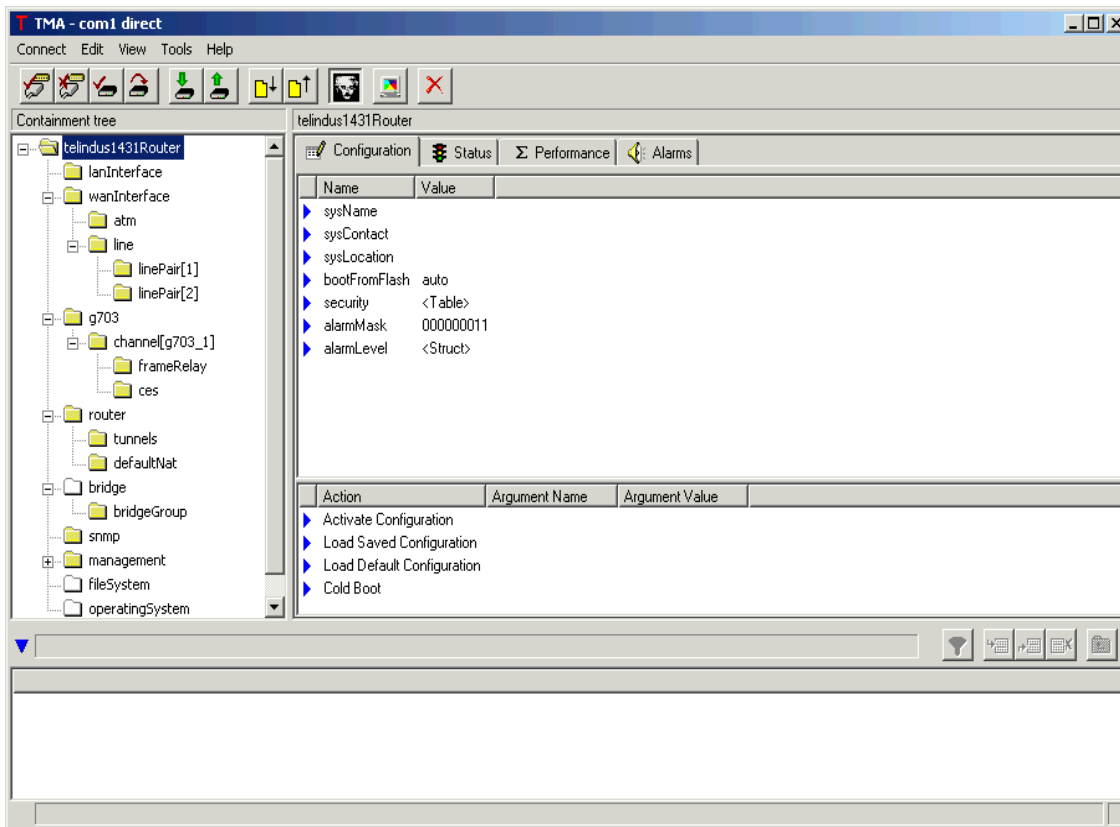 TMA - com1 direct
Connect Edit View Tools Help
Containment tree
telindus1431Router
lanInterface
wanInterface
atm
line
linePair[1]
linePair[2]
g703
channel[g703_1]
frameRelay
ces
router
tunnels
defaultNat
bridge
bridgeGroup
snmp
management
fileSystem
operatingSystem
telindus1431Router
Configuration Status Σ Performance Alarms
Name Value
sysName
sysContact
sysLocation
bootFromFlash auto
security <Table>
alarmMask 000000011
alarmLevel <Struct>
Action Argument Name Argument Value
Activate Configuration
Load Saved Configuration
Load Default Configuration
Cold Boot